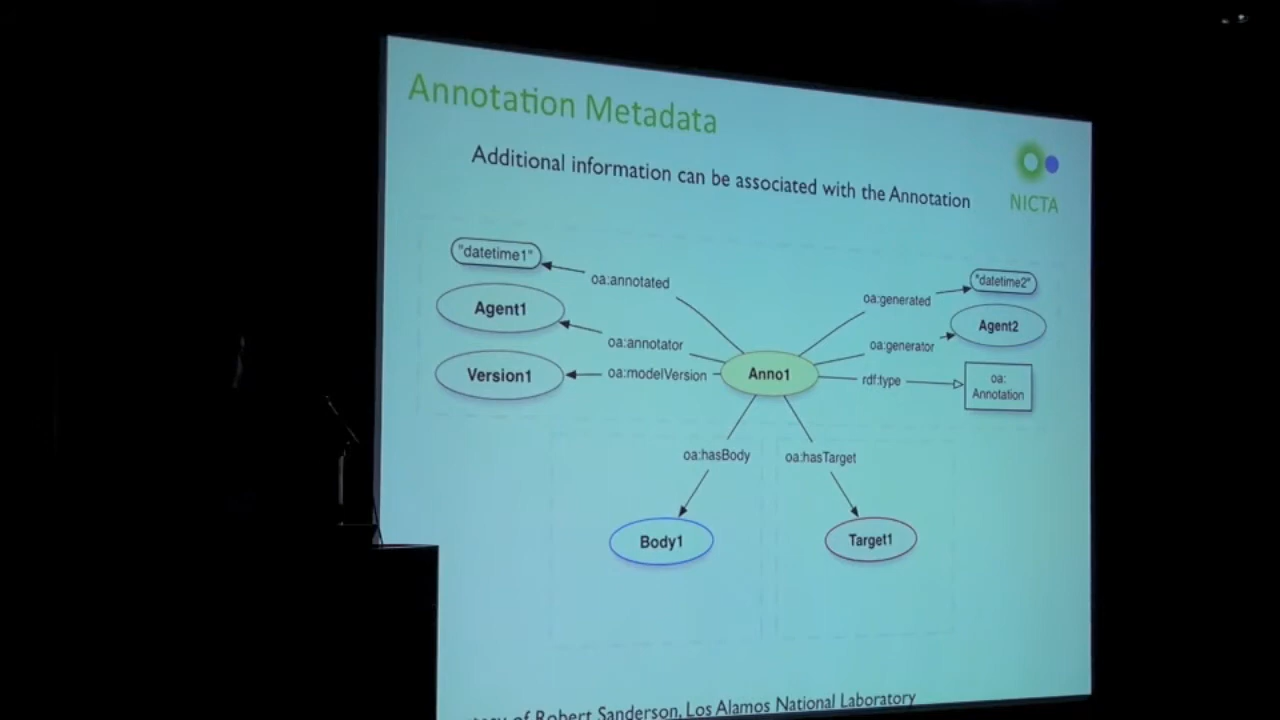 Annotation Metadata
Additional information can be associated with the Annotation
NICTA
"datetime1"
oa:annotated
oa:generated
"datetime2"
Agent1
oa:annotator
oa:generator
Agent2
Version1
oa:modelVersion
Anno1
rdf:type
oa:
Annotation
oa:hasBody
oa:hasTarget
Body1
Target1
of Robert Sanderson, Los Alamos National Laboratory